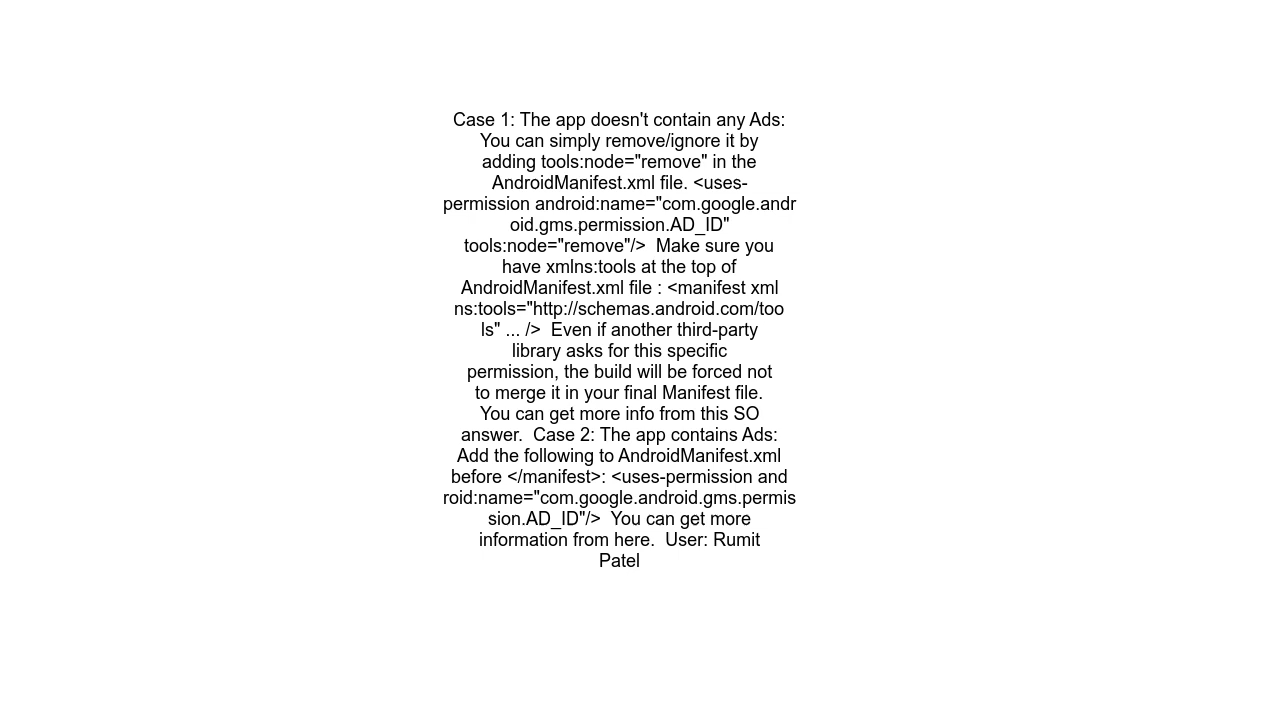 Case 1: The app doesn't contain any Ads:
You can simply remove/ignore it by
adding tools:node="remove" in the
AndroidManifest.xml file. <uses-
permission android:name="com.google.andr
oid.gms.permission.AD_ID"
tools:node="remove"/>  Make sure you
have xmlns:tools at the top of
AndroidManifest.xml file : <manifest xml
ns:tools="http://schemas.android.com/too
ls" ... />  Even if another third-party
library asks for this specific
permission, the build will be forced not
to merge it in your final Manifest file.
You can get more info from this SO
answer.  Case 2: The app contains Ads:
Add the following to AndroidManifest.xml
before </manifest>: <uses-permission and
roid:name="com.google.android.gms.permis
sion.AD_ID"/>  You can get more
information from here.  User: Rumit
Patel